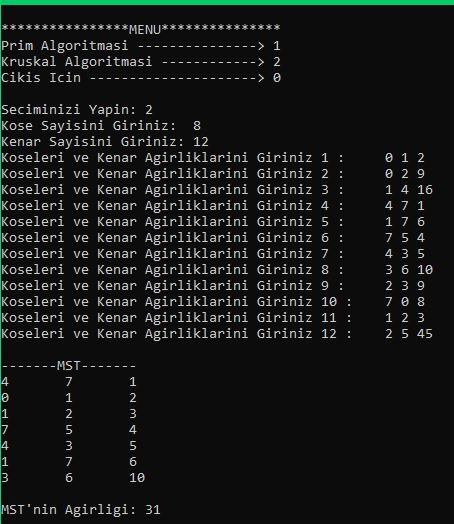 ****************MENU***************
Prim Algoritmasi ---------------> 1
Kruskal Algoritmasi ------------> 2
Cikis Icin ---------------------> 0
Seciminizi Yapin: 2
Kose Sayisini Giriniz:  8
Kenar Sayisini Giriniz: 12
Koseleri ve Kenar Agirliklarini Giriniz 1 :     0 1 2
Koseleri ve Kenar Agirliklarini Giriniz 2 :     0 2 9
Koseleri ve Kenar Agirliklarini Giriniz 3 :     1 4 16
Koseleri ve Kenar Agirliklarini Giriniz 4 :     4 7 1
Koseleri ve Kenar Agirliklarini Giriniz 5 :     1 7 6
Koseleri ve Kenar Agirliklarini Giriniz 6 :     7 5 4
Koseleri ve Kenar Agirliklarini Giriniz 7 :     4 3 5
Koseleri ve Kenar Agirliklarini Giriniz 8 :     3 6 10
Koseleri ve Kenar Agirliklarini Giriniz 9 :     2 3 9
Koseleri ve Kenar Agirliklarini Giriniz 10 :    7 0 8
Koseleri ve Kenar Agirliklarini Giriniz 11 :    1 2 3
Koseleri ve Kenar Agirliklarini Giriniz 12 :    2 5 45
-------MST-------
4       7       1
0       1       2
1       2       3
7       5       4
4       3       5
1       7       6
3       6       10
MST'nin Agirligi: 31